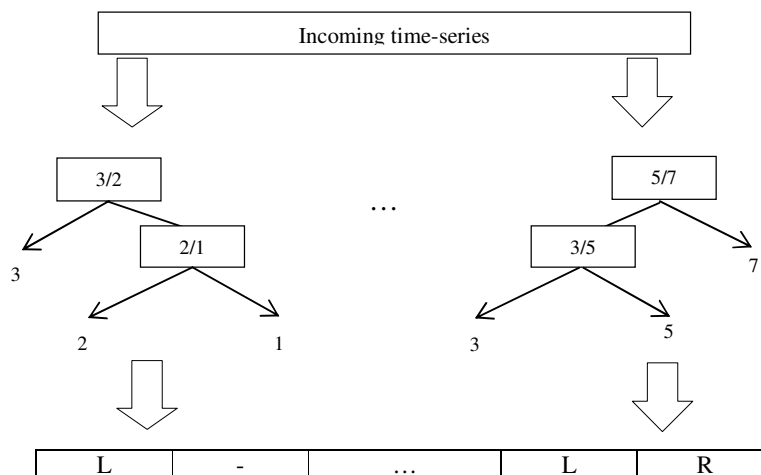 Incoming time-series
3/2 5/7
…
2/1 3/5
3 7
2 1 3 5
L - … L R